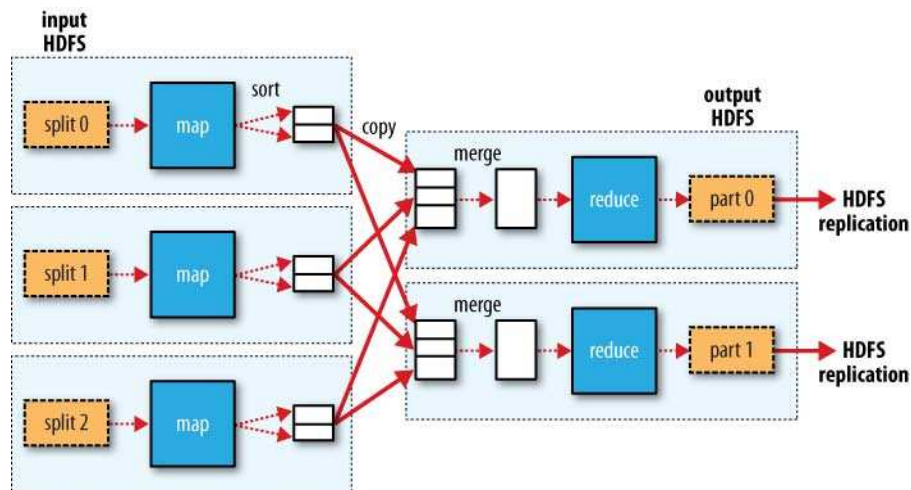 input
HDFS
split 0
map
sort
copy
split 1
map
split 2
map
output
HDFS
merge
reduce
part 0
HDFS
replication
merge
reduce
part 1
HDFS
replication